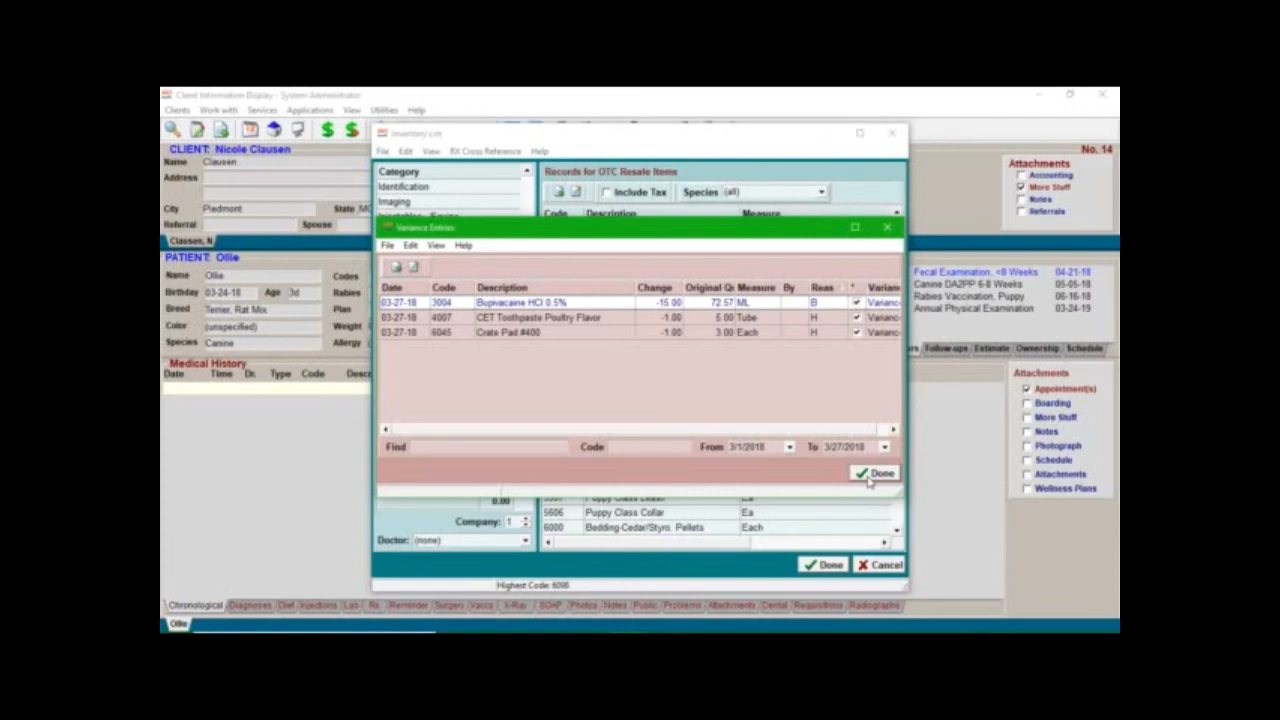 Client Information Display - System Administrator
Clients Work with Services Applications View Utilities Help
CLIENT: Nicole Clausen
No. 14
Name Clausen
Address
City Piedmont State MO
Referral Spouse
Clausen, N
Attachments
Accounting
More Stuff
Notes
Referrals
PATIENT: Ollie
Name Ollie Codes
Birthday 03-24-18 Age 3d Rabies
Breed Terrier, Rat Mix Plan
Color (unspecified) Weight
Species Canine Allergy
Fecal Examination, <8 Weeks 04-21-18
Canine DA2PP 6-8 Weeks 05-05-18
Rabies Vaccination, Puppy 06-16-18
Annual Physical Examination 03-24-19
Follow-ups Estimate Ownership Schedule
Medical History
Date Time Dr. Type Code Descr
Attachments
Appointment(s)
Boarding
More Stuff
Notes
Photograph
Schedule
Attachments
Wellness Plans
Inventory List
File Edit View RX Cross Reference Help
Category
Identification
Imaging
Records for OTC Resale Items
Include Tax Species (all)
Code Description Measure
Variance Entries
File Edit View Help
Date Code Description Change Original Q Measure By Reas * Varian
03-27-18 3004 Bupivacaine HCl 0.5% -15.00 72.57 ML B Varianc
03-27-18 4007 CET Toothpaste Poultry Flavor -1.00 5.00 Tube H Varianc
03-27-18 6045 Crate Pad #400 -1.00 3.00 Each H Varianc
Find Code From 3/1/2018 To 3/27/2018
Done
0.00
Company: 1
Doctor: (none)
5606 Puppy Class Collar Ea
6000 Bedding-Cedar/Styro. Pellets Each
Done Cancel
Highest Code: 6098
Chronological Diagnoses Diet Injections Lab Rx Reminder Surgery Vaccs X-Ray SOAP Photos Notes Public Problems Attachments Dental Requisitions Radiographs
Ollie